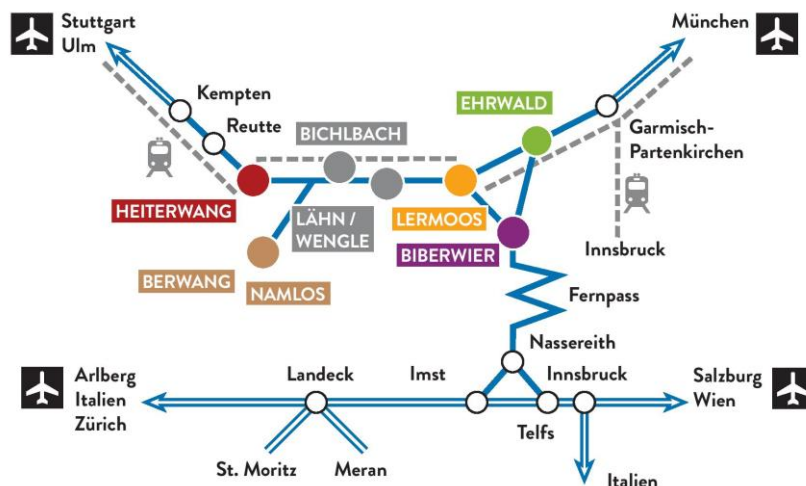 Stuttgart
Ulm
München
Kempten
EHRWALD
Reutte
BICHLBACH
Garmisch-
Partenkirchen
HEITERWANG
LÄHN /
WENGLE
LERMOOS
BIBERWIER
Innsbruck
BERWANG
NAMLOS
Fernpass
Nassereith
Arlberg
Italien
Zürich
Landeck
Imst
Innsbruck
Salzburg
Wien
Telfs
St. Moritz
Meran
Italien